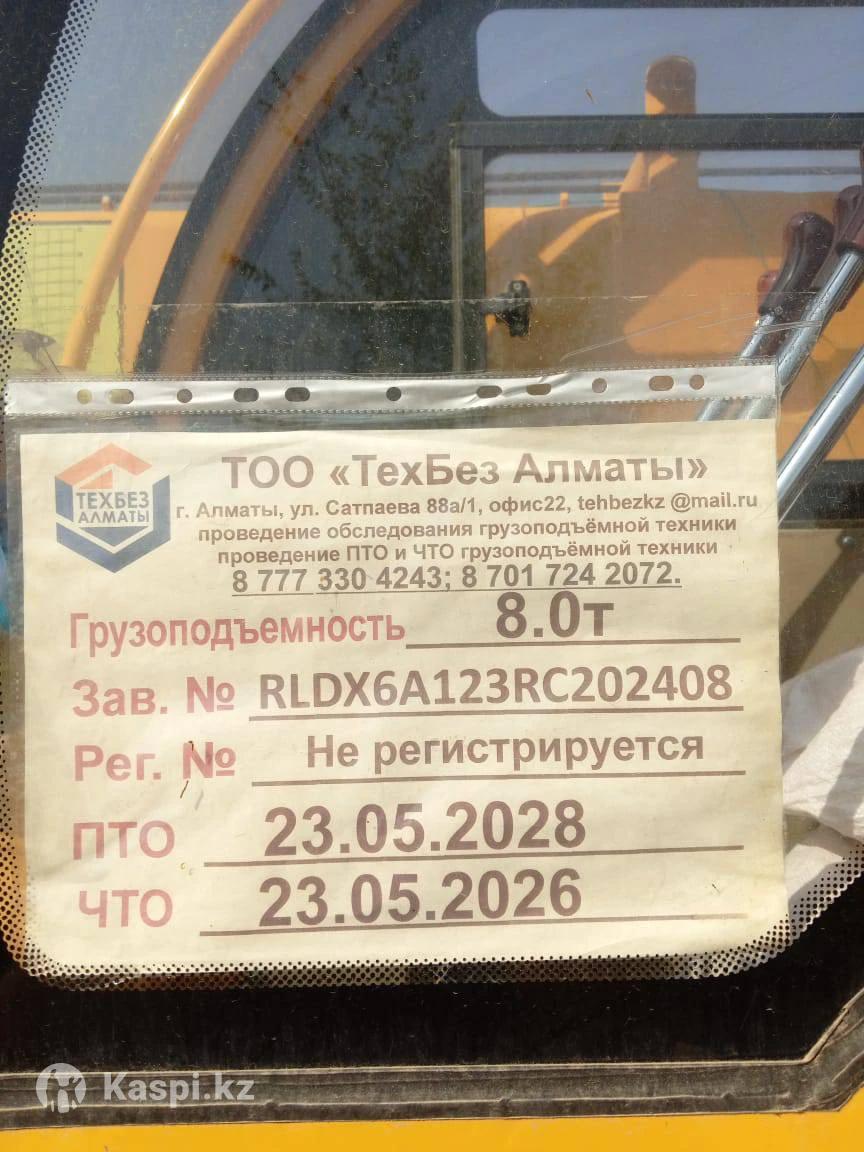 ТЕХБЕЗ
АЛМАТЫ
ТОО «ТехБез Алматы»
г. Алматы, ул. Сатпаева 88а/1, офис22, tehbezkz @mail.ru
проведение обследования грузоподъёмной техники
проведение ПТО и ЧТО грузоподъёмной техники
8 777 330 4243; 8 701 724 2072.
Грузоподъемность 8.0т
Зав. № RLDX6A123RC202408
Рег. № Не регистрируется
ПТО 23.05.2028
ЧТО 23.05.2026
Kaspi.kz